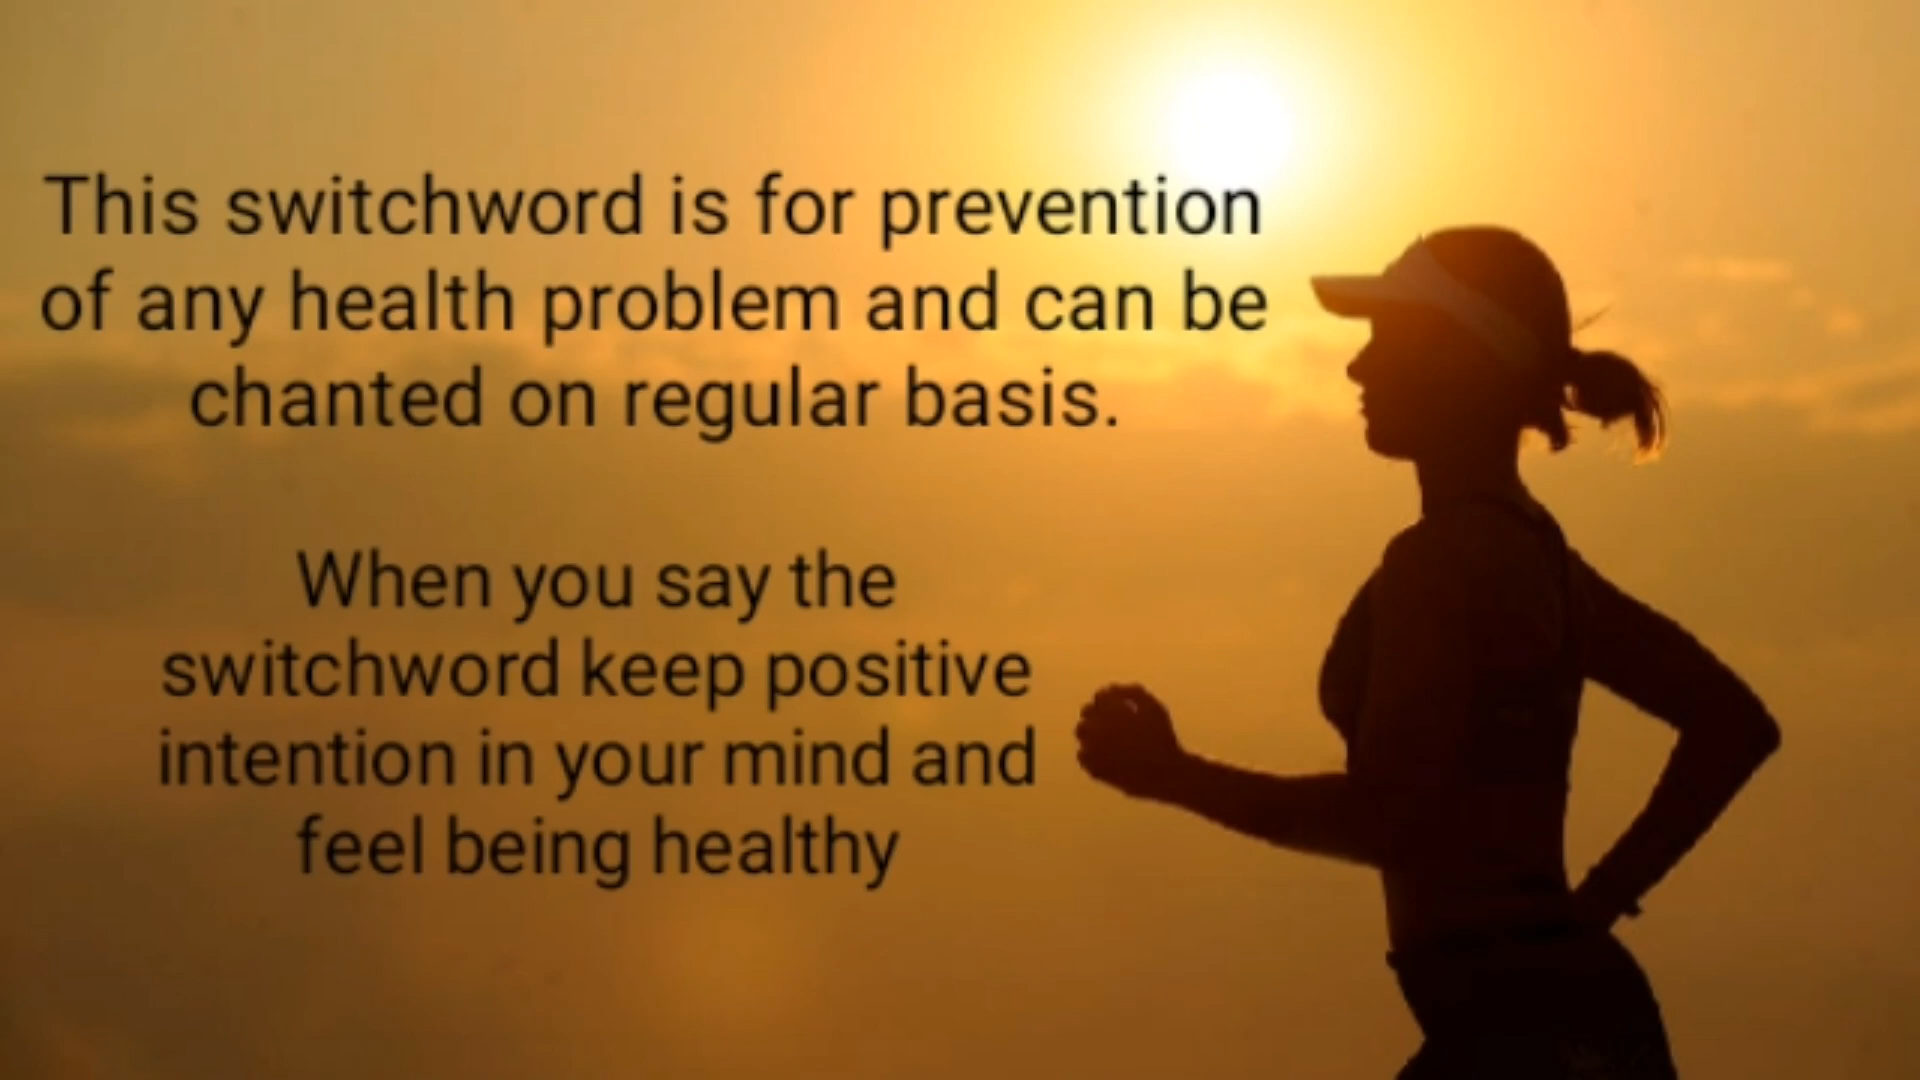 This switchword is for prevention
of any health problem and can be
chanted on regular basis.
When you say the
switchword keep positive
intention in your mind and
feel being healthy